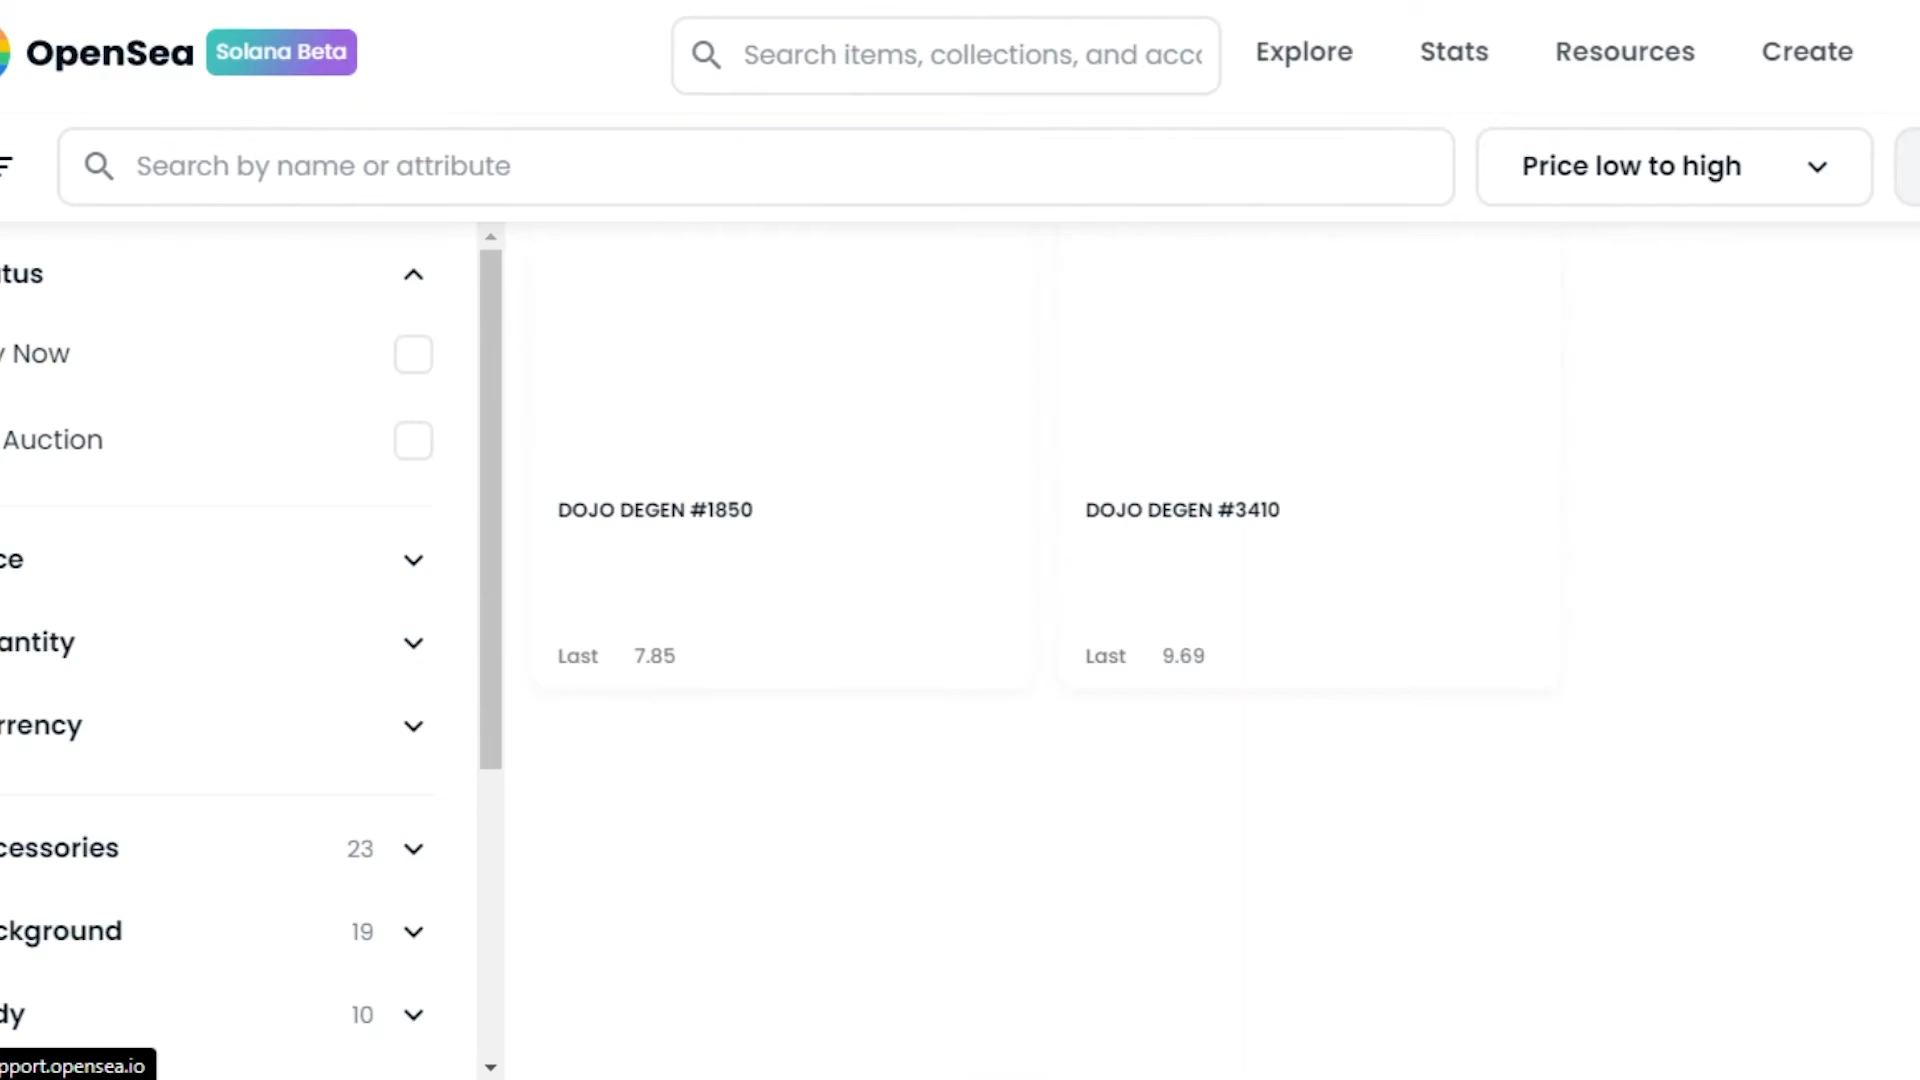 OpenSea Solana Beta
Search items, collections, and acc
Explore
Stats
Resources
Create
Search by name or attribute
Price low to high
tus
Now
Auction
ce
antity
rrency
cessories 23
ckground 19
dy 10
DOJO DEGEN #1850
Last 7.85
DOJO DEGEN #3410
Last 9.69
pport.opensea.io